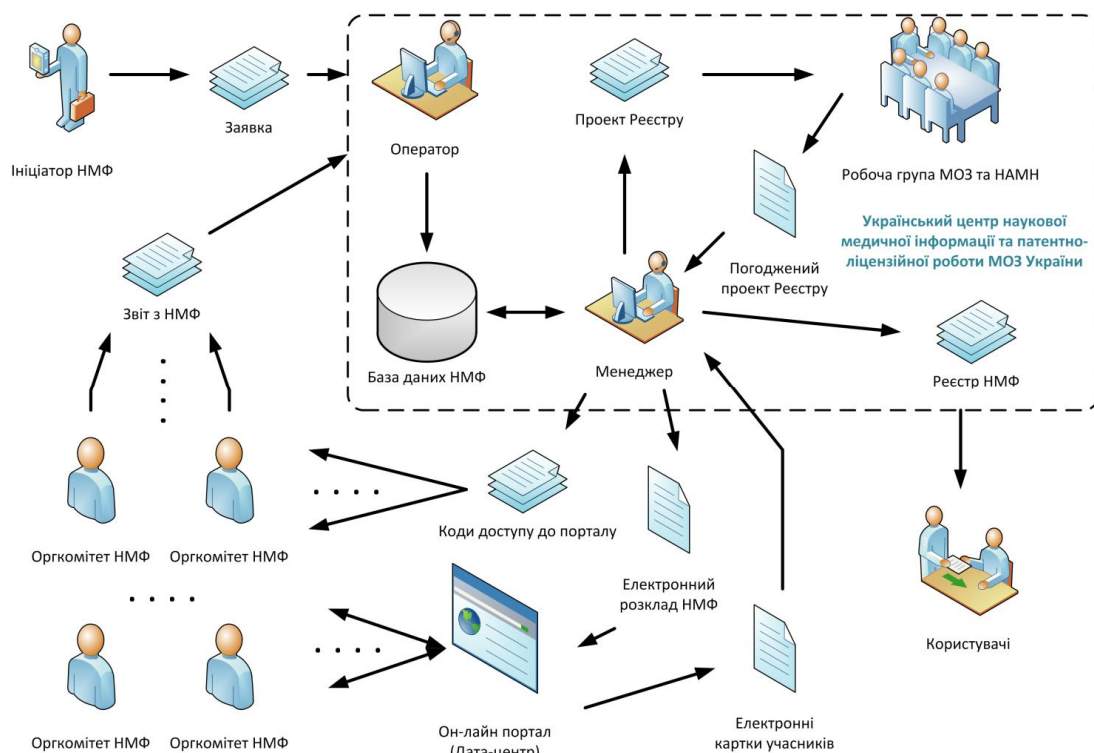 Ініціатор НМФ
Заявка
Оператор
Проект Реєстру
Робоча група МОЗ та НАМН
Український центр наукової
медичної інформації та патентно-
ліцензійної роботи МОЗ України
Погоджений
проект Реєстру
Звіт з НМФ
База даних НМФ
Менеджер
Реєстр НМФ
Оргкомітет НМФ
Оргкомітет НМФ
Коди доступу до порталу
Електронний
розклад НМФ
Користувачі
Оргкомітет НМФ
Оргкомітет НМФ
Он-лайн портал
(Дата-центр)
Електронні
картки учасників